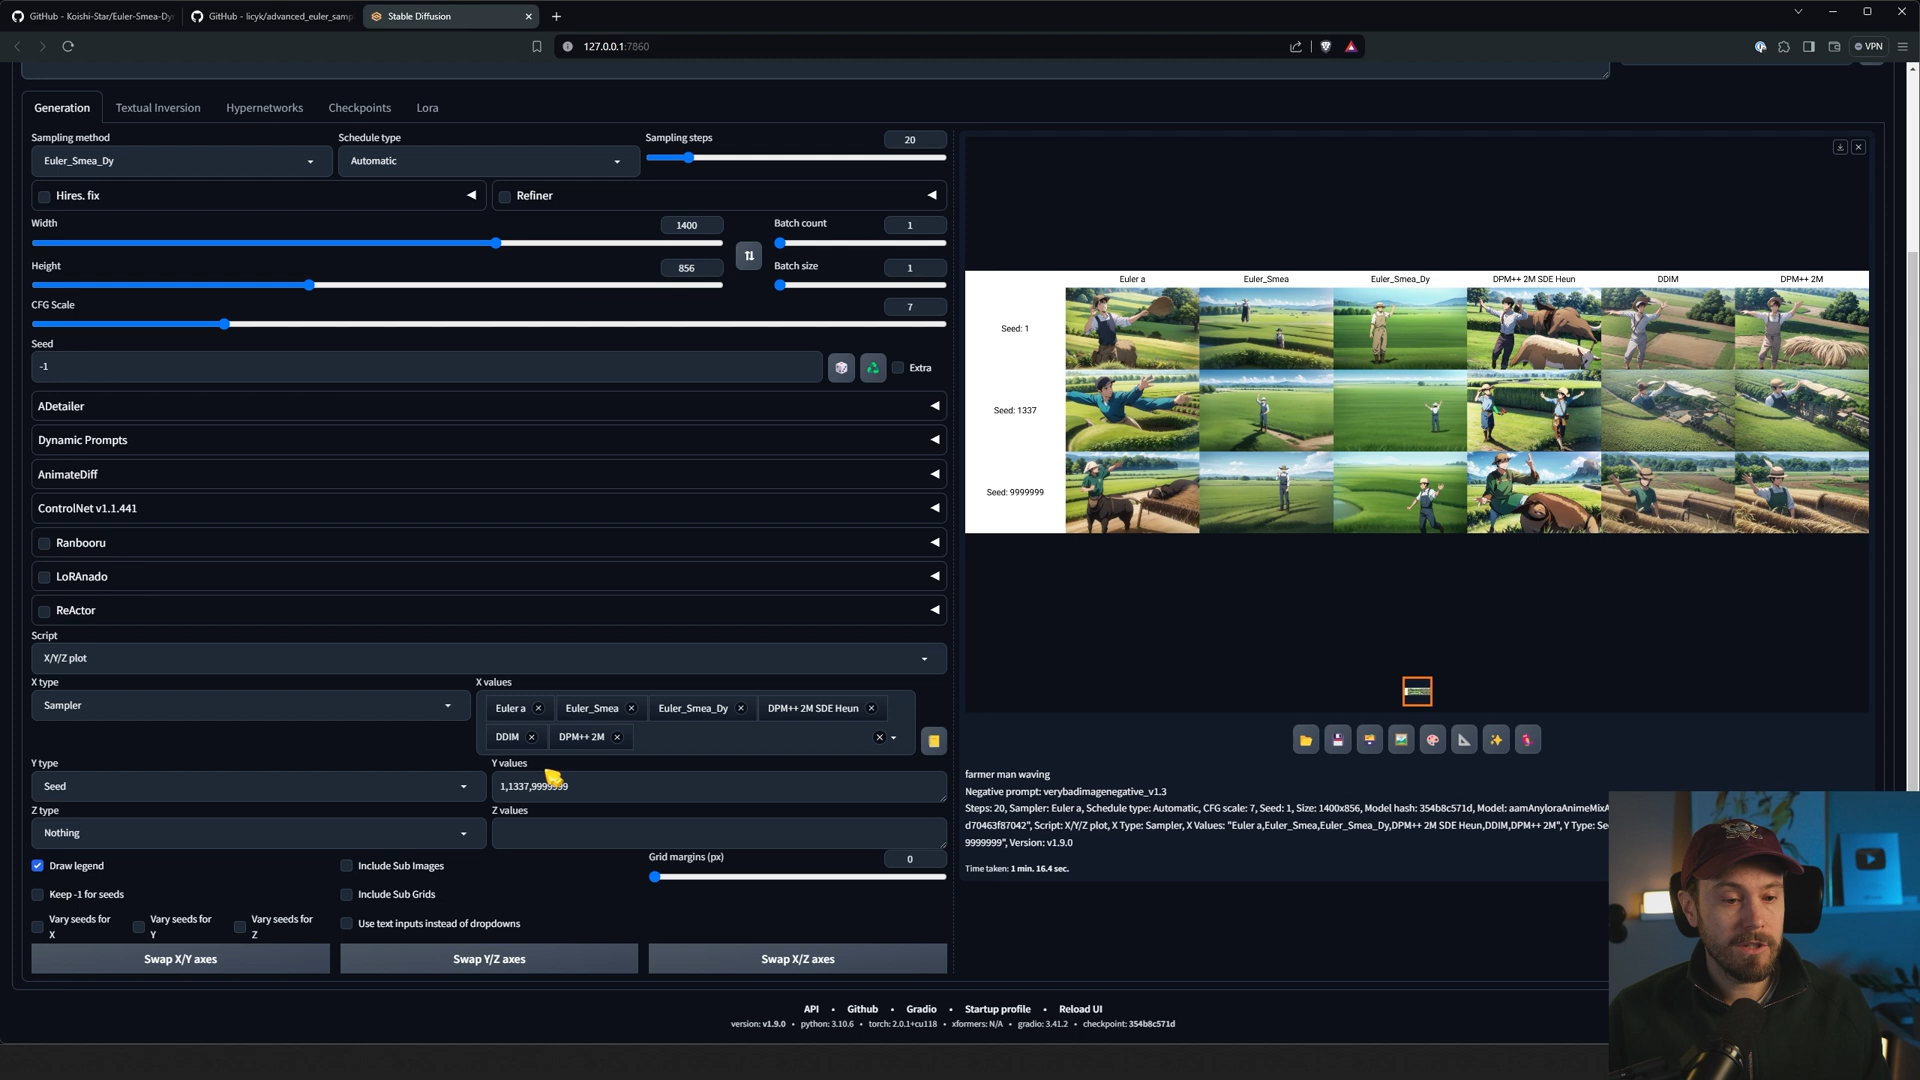 GitHub - Koishi-Star/Euler-Smea-Dy
GitHub - licyk/advanced_euler_samp
Stable Diffusion
127.0.0.1:7860
VPN
Generation
Textual Inversion
Hypernetworks
Checkpoints
Lora
Sampling method
Schedule type
Sampling steps
20
Euler_Smea_Dy
Automatic
Hires. fix
Refiner
Width
1400
Batch count
1
Height
856
Batch size
1
CFG Scale
7
Seed
-1
Extra
ADetailer
Dynamic Prompts
AnimateDiff
ControlNet v1.1.441
Ranbooru
LoRAnado
ReActor
Script
X/Y/Z plot
X type
X values
Sampler
Euler a
Euler_Smea
Euler_Smea_Dy
DPM++ 2M SDE Heun
DDIM
DPM++ 2M
Y type
Y values
Seed
1,1337,9999999
Z type
Z values
Nothing
Draw legend
Include Sub Images
Grid margins (px)
0
Keep -1 for seeds
Include Sub Grids
Vary seeds for X
Vary seeds for Y
Vary seeds for Z
Use text inputs instead of dropdowns
Swap X/Y axes
Swap Y/Z axes
Swap X/Z axes
Euler a
Euler_Smea
Euler_Smea_Dy
DPM++ 2M SDE Heun
DDIM
DPM++ 2M
Seed: 1
Seed: 1337
Seed: 9999999
farmer man waving
Negative prompt: verybadimagenegative_v1.3
Steps: 20, Sampler: Euler a, Schedule type: Automatic, CFG scale: 7, Seed: 1, Size: 1400x856, Model hash: 354b8c571d, Model: aamAnyloraAnimeMixA
d70463f87042", Script: X/Y/Z plot, X Type: Sampler, X Values: "Euler a,Euler_Smea,Euler_Smea_Dy,DPM++ 2M SDE Heun,DDIM,DPM++ 2M", Y Type: Se
9999999", Version: v1.9.0
Time taken: 1 min. 16.4 sec.
API • Github • Gradio • Startup profile • Reload UI
version: v1.9.0 • python: 3.10.6 • torch: 2.0.1+cu118 • xformers: N/A • gradio: 3.41.2 • checkpoint: 354b8c571d